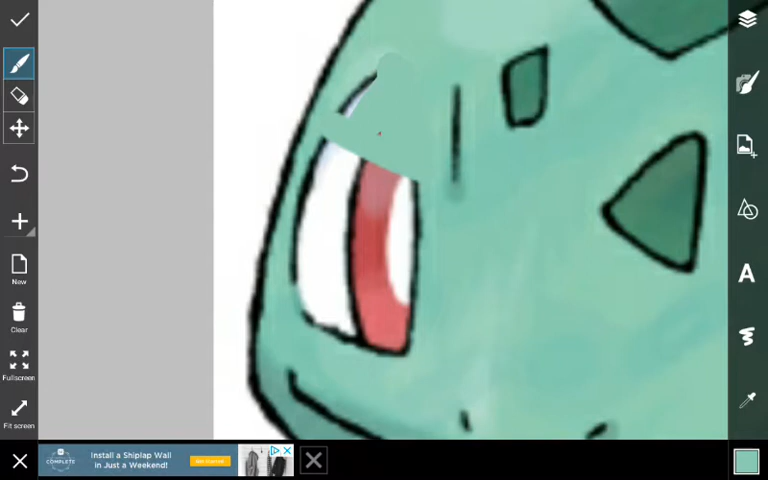 New
Clear
Fullscreen
Fit screen
COMPLETE
Install a Shiplap Wall
in Just a Weekend!
A